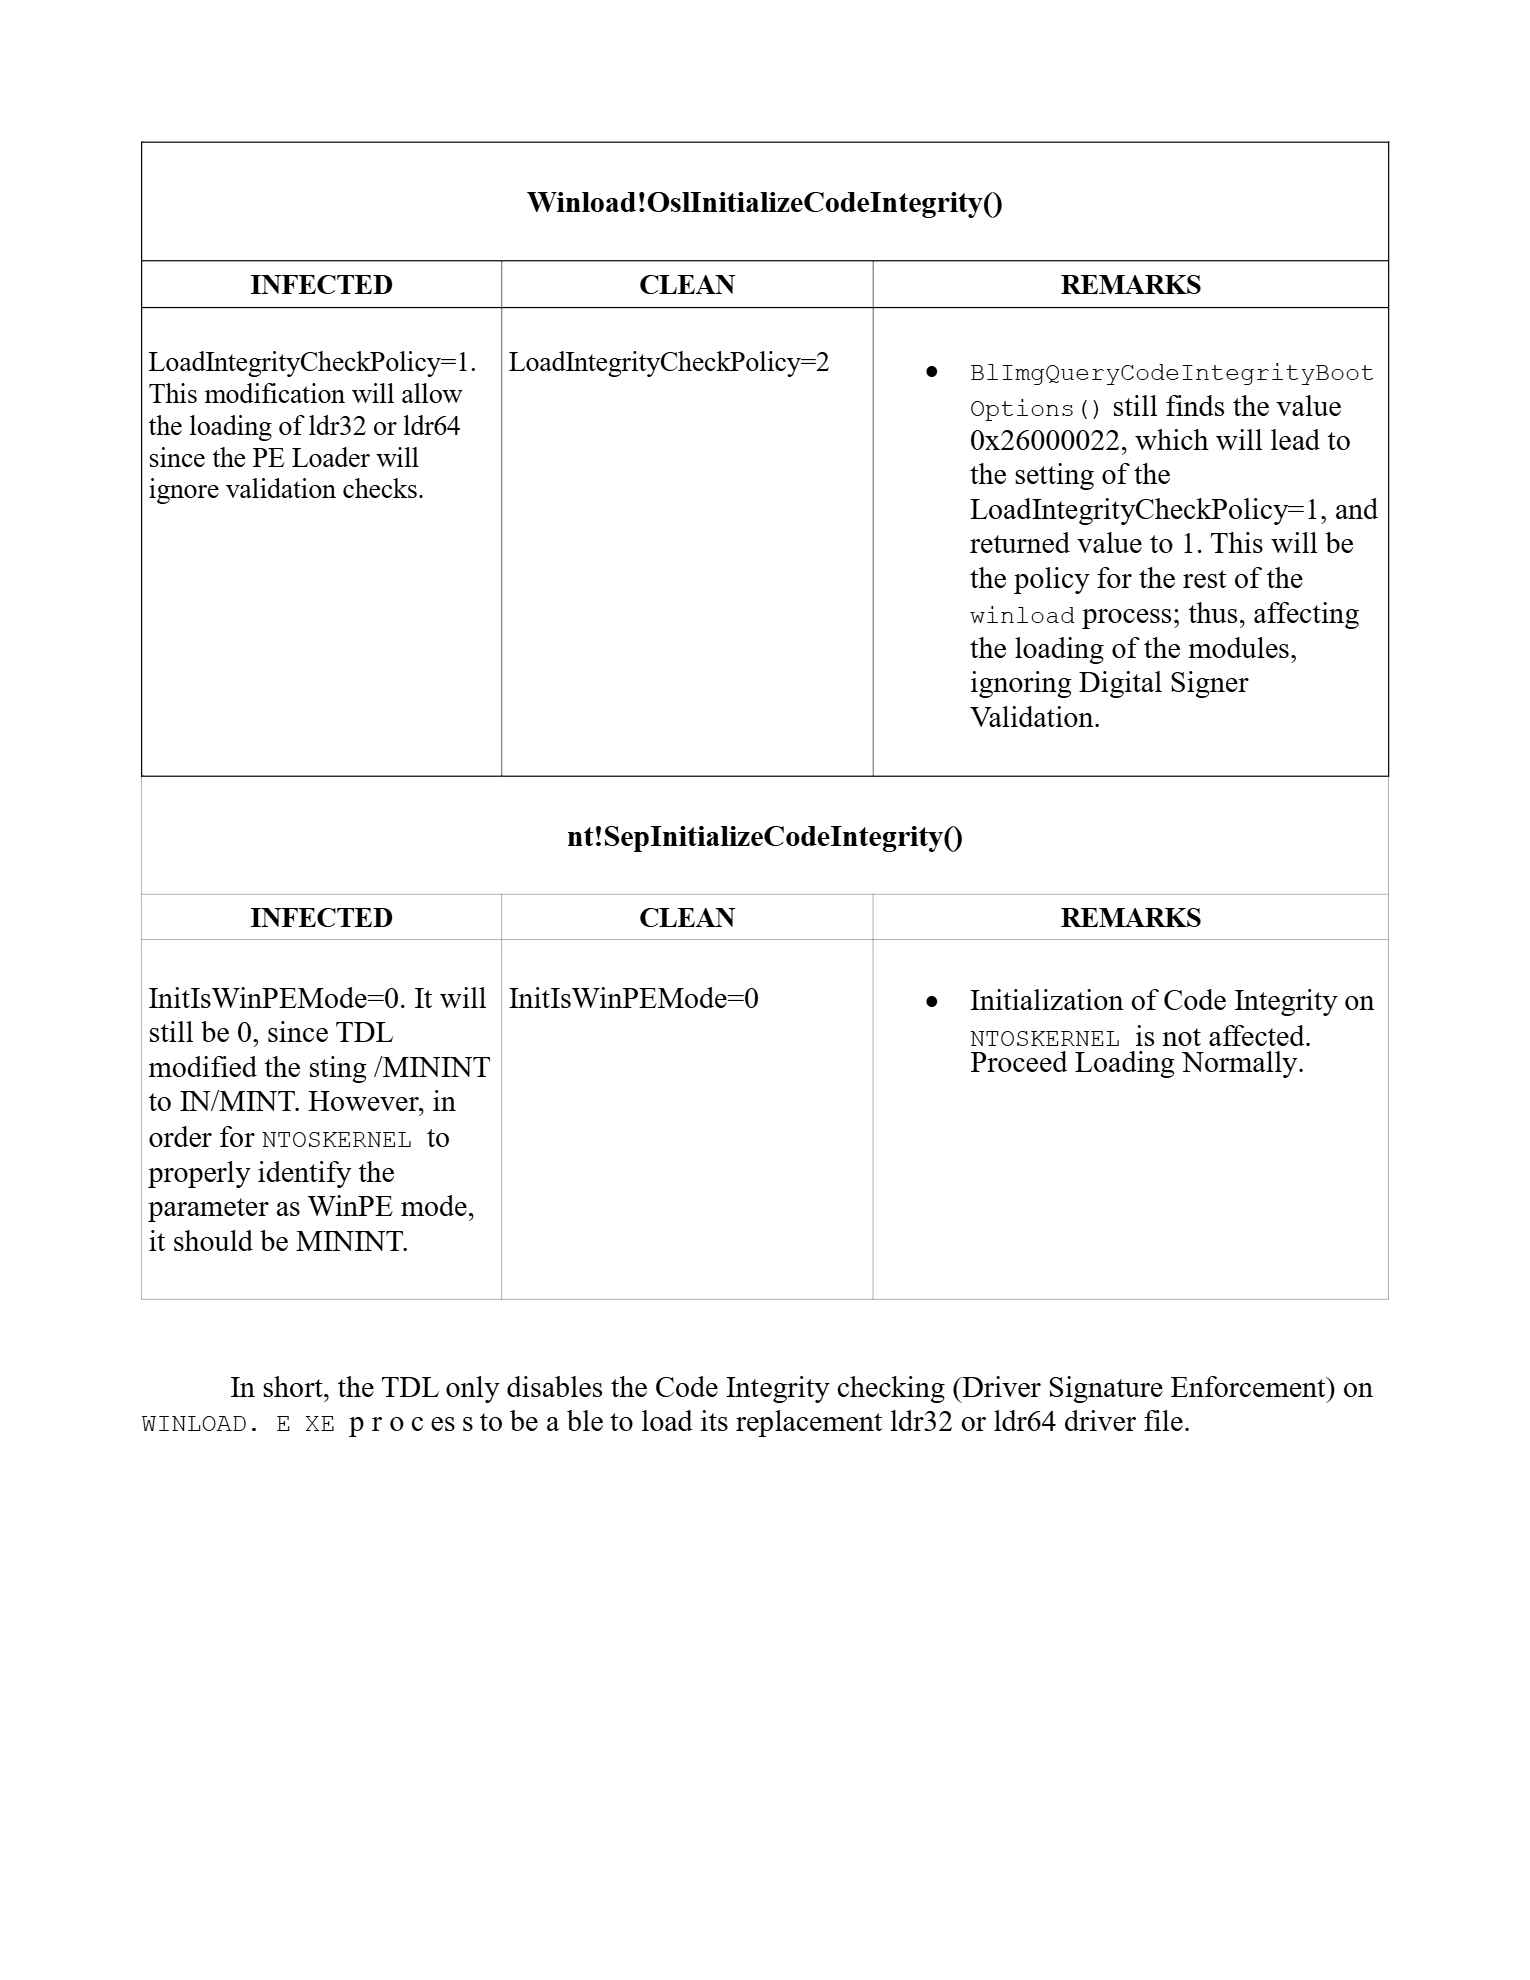 Winload!OslInitializeCodeIntegrity()
INFECTED CLEAN REMARKS
LoadIntegrityCheckPolicy=1.
This modification will allow
the loading of ldr32 or ldr64
since the PE Loader will
ignore validation checks.
LoadIntegrityCheckPolicy=2
● BlImgQueryCodeIntegrityBoot
Options() still finds the value
0x26000022, which will lead to
the setting of the
LoadIntegrityCheckPolicy=1, and
returned value to 1. This will be
the policy for the rest of the
winload process; thus, affecting
the loading of the modules,
ignoring Digital Signer
Validation.
nt!SepInitializeCodeIntegrity()
INFECTED CLEAN REMARKS
InitIsWinPEMode=0. It will
still be 0, since TDL
modified the sting /MININT
to IN/MINT. However, in
order for NTOSKERNEL to
properly identify the
parameter as WinPE mode,
it should be MININT.
InitIsWinPEMode=0
● Initialization of Code Integrity on
NTOSKERNEL is not affected.
Proceed Loading Normally.
In short, the TDL only disables the Code Integrity checking (Driver Signature Enforcement) on
WINLOAD. E XE p r o c es s to be a ble to load its replacement ldr32 or ldr64 driver file.